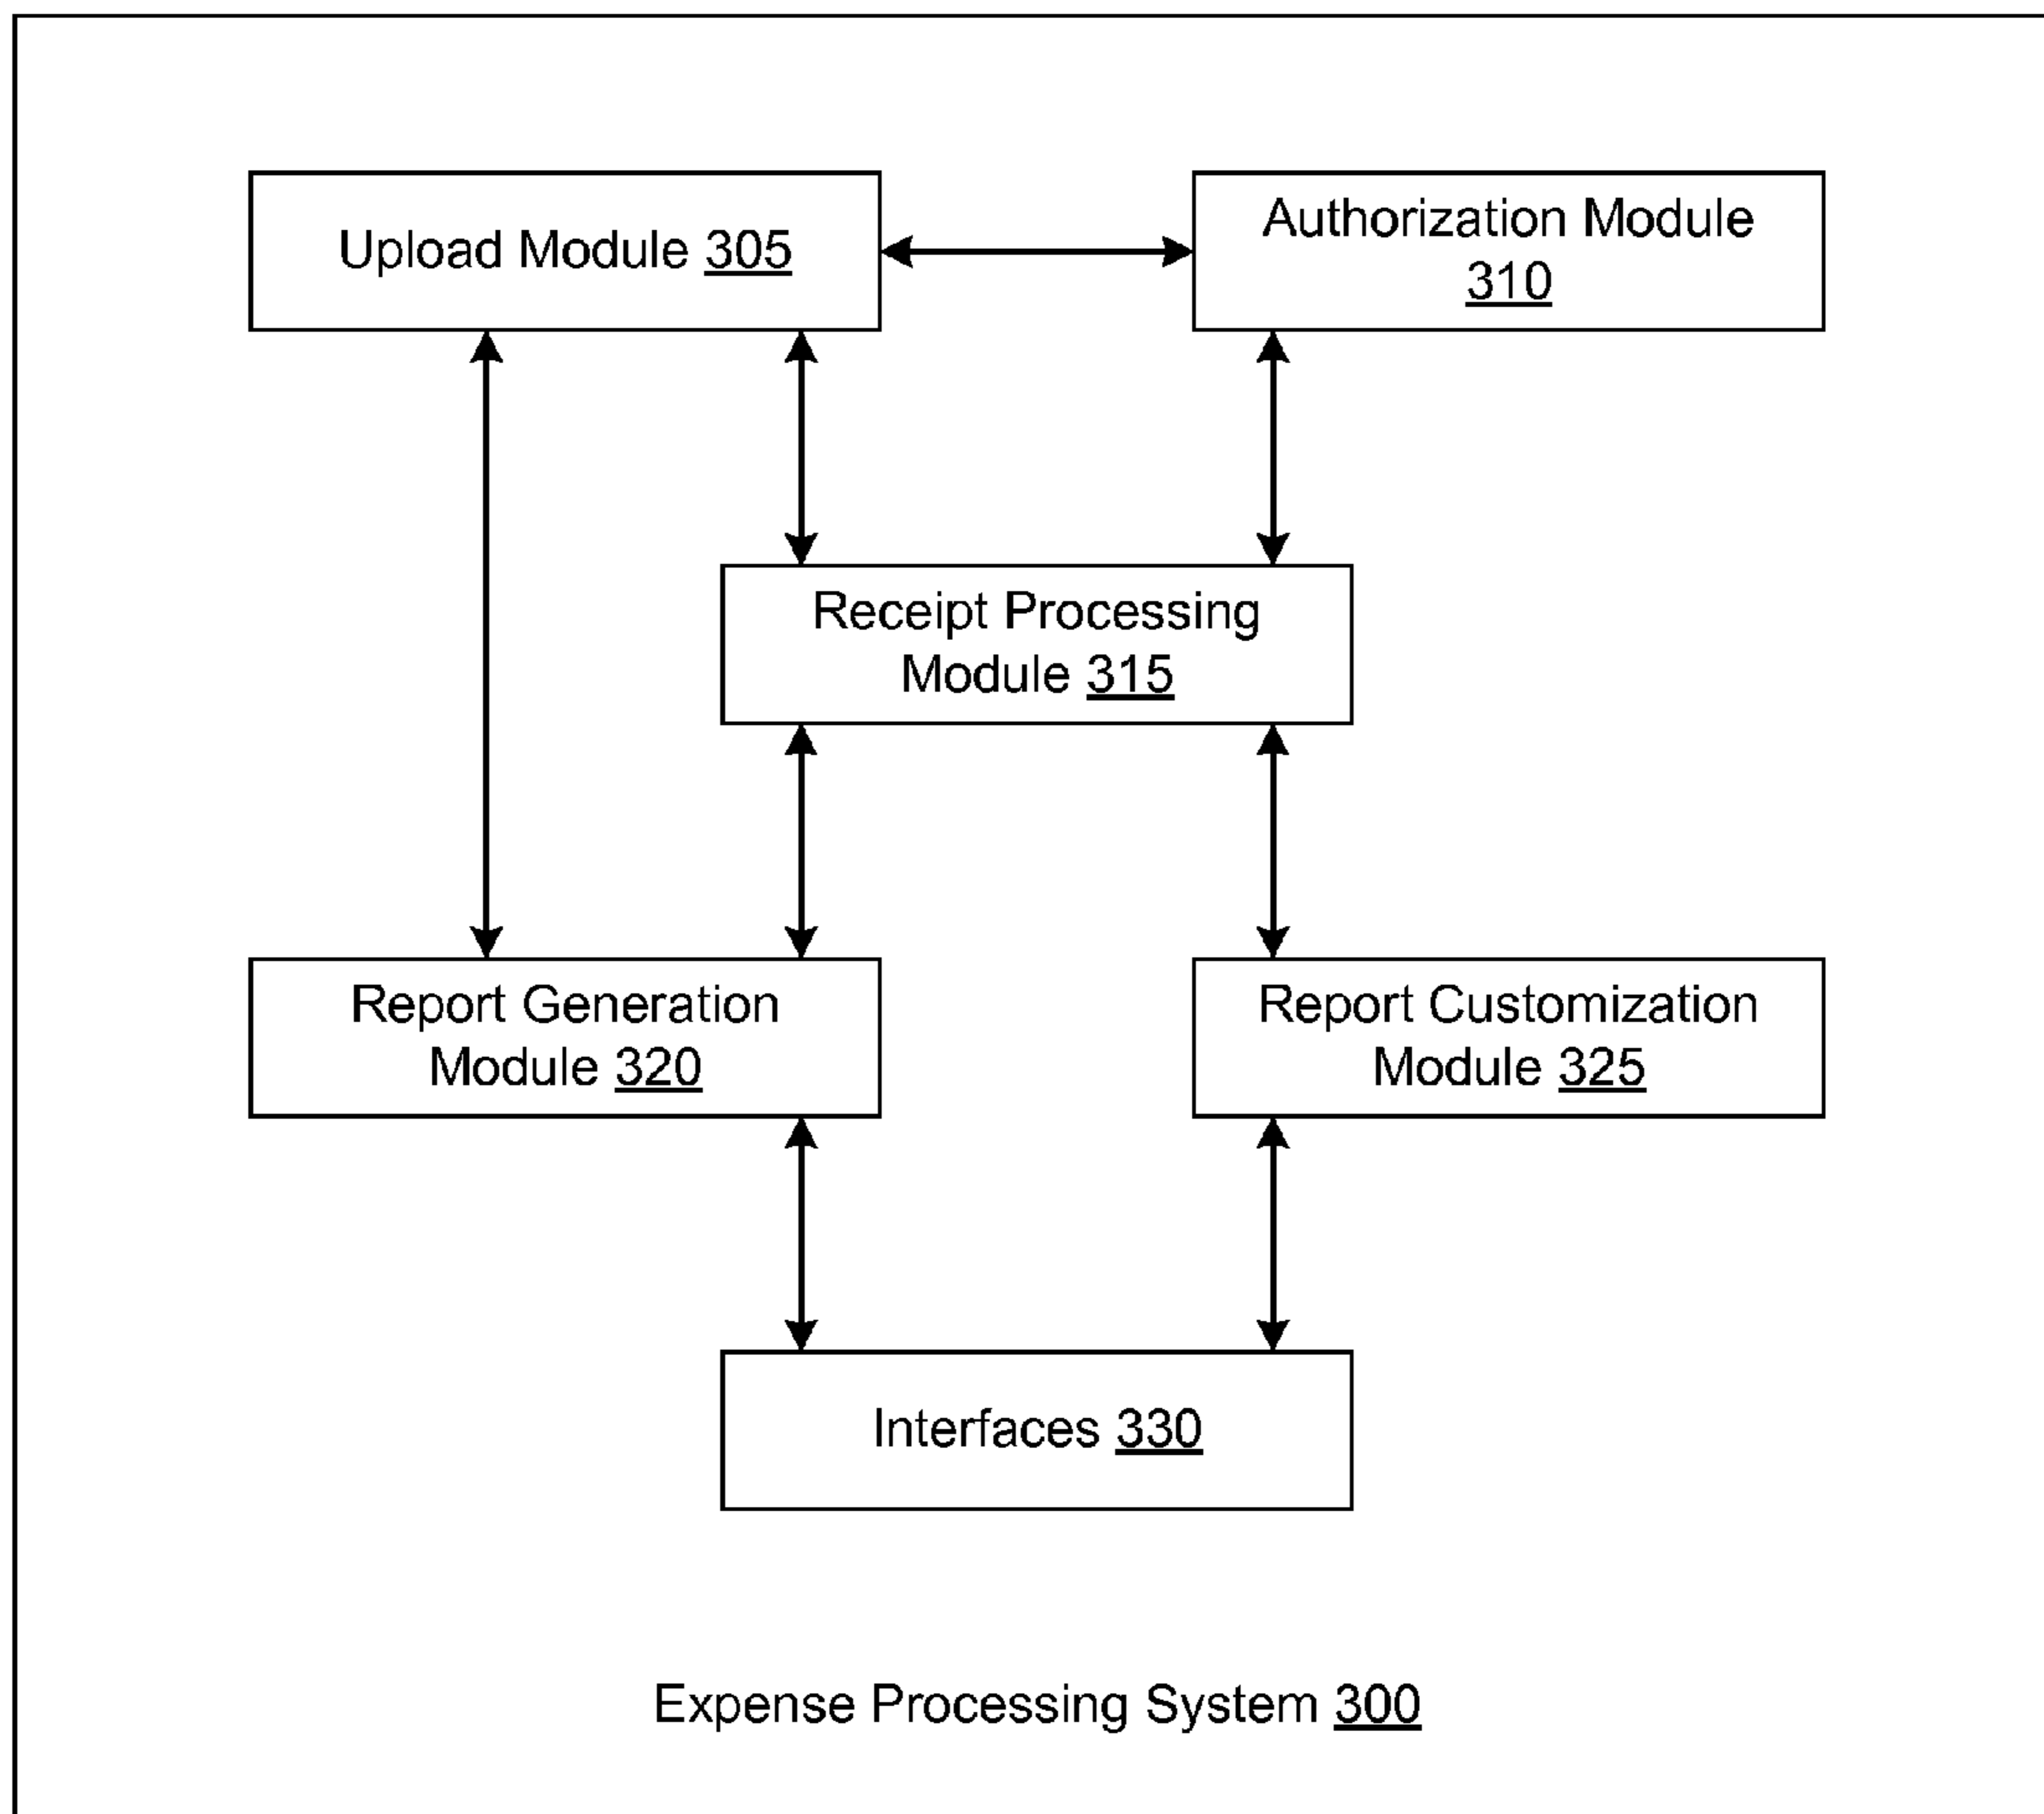 Upload Module 305
Authorization Module
310
Receipt Processing
Module 315
Report Generation
Module 320
Report Customization
Module 325
Interfaces 330
Expense Processing System 300